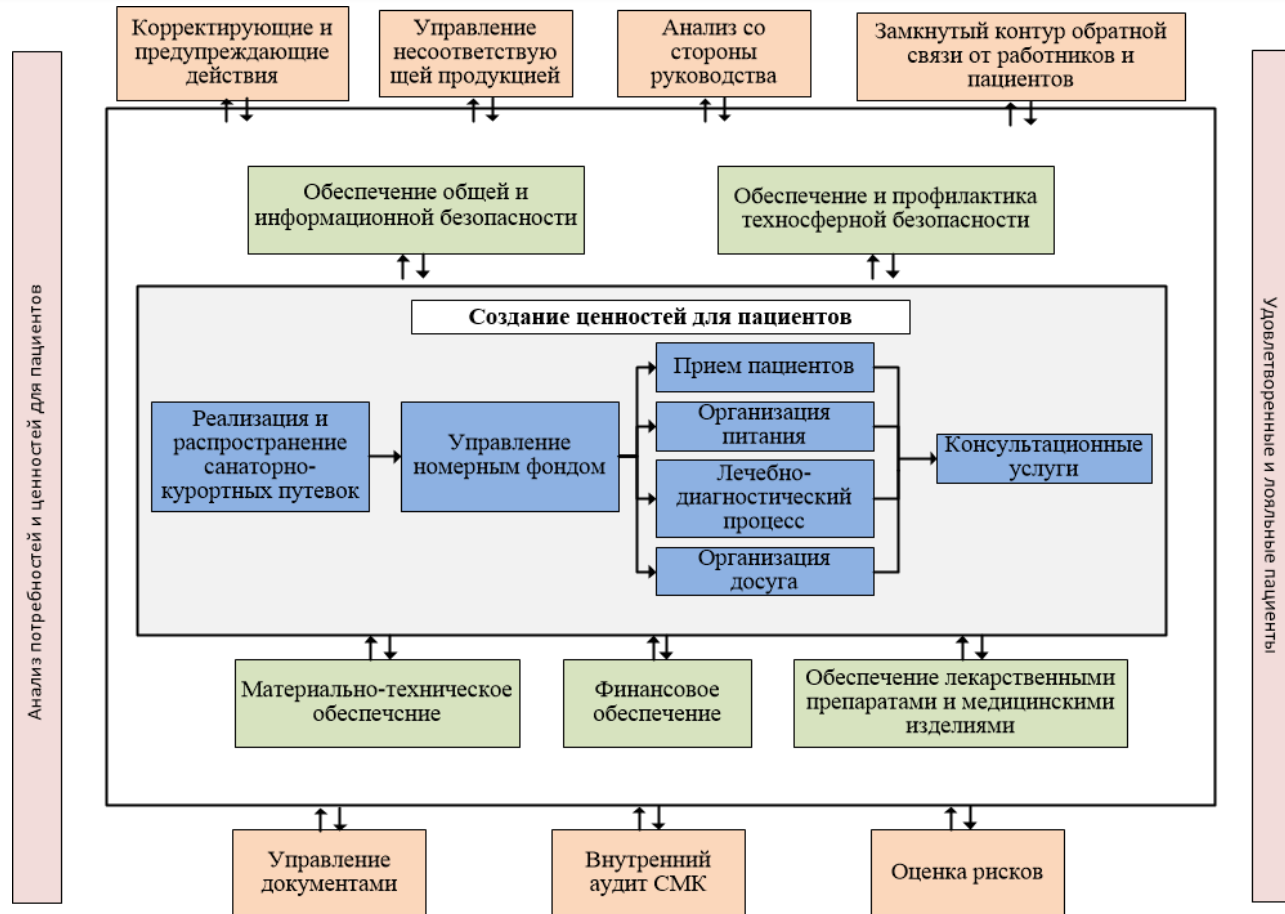 Корректирующие и
предупреждающие
действия
Управление
несоответствую
щей продукцией
Анализ со
стороны
руководства
Замкнутый контур обратной
связи от работников и
пациентов
Анализ потребностей и ценностей для пациентов
Обеспечение общей и
информационной безопасности
Обеспечение и профилактика
техносферной безопасности
Создание ценностей для пациентов
Реализация и
распространение
санаторно-
курортных путевок
Управление
номерным фондом
Прием пациентов
Организация
питания
Лечебно-
диагностический
процесс
Организация
досуга
Консультационные
услуги
Материально-техническое
обеспечсние
Финансовое
обеспечение
Обеспечение лекарственными
препаратами и медицинскими
изделиями
Управление
документами
Внутренний
аудит СМК
Оценка рисков
Удовлетворенные и лояльные пациенты